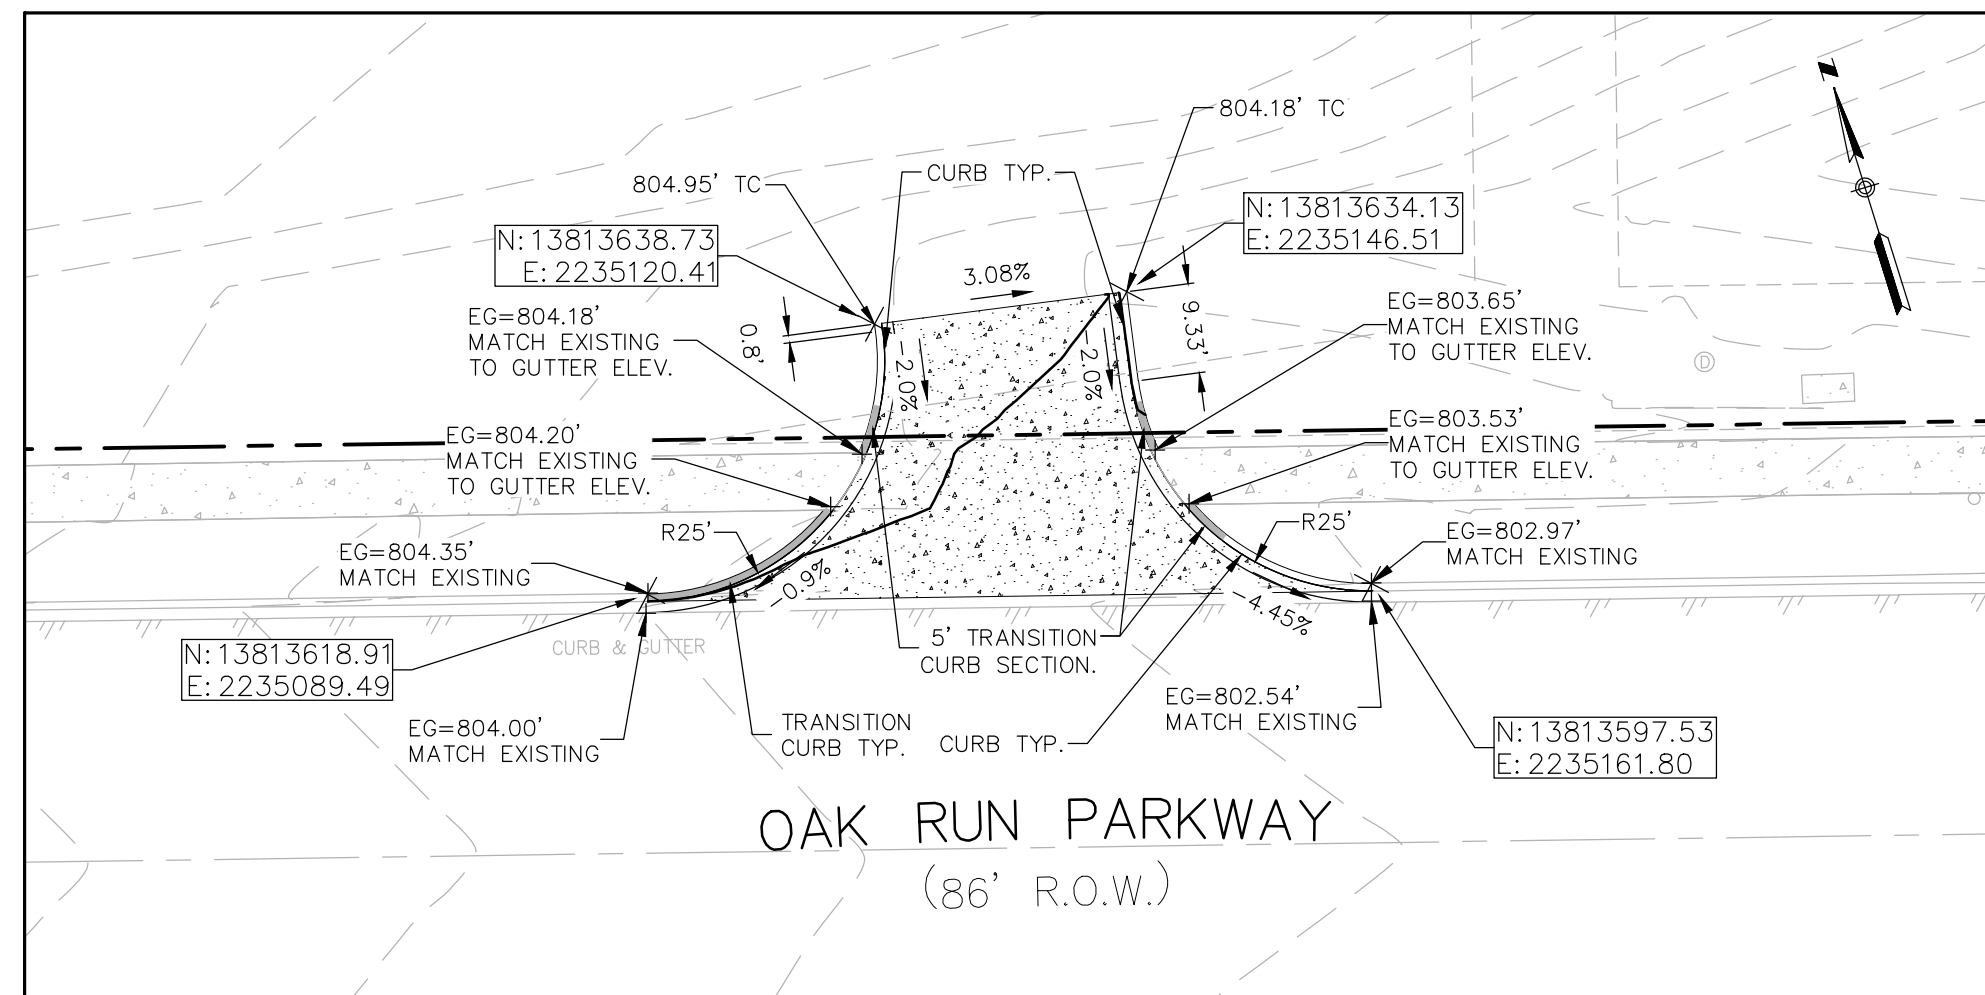 804.18' TC
CURB TYP.
804.95' TC
N: 13813634.13
E: 2235146.51
N: 13813638.73
E: 2235120.41
3.08%
EG=804.18'
MATCH EXISTING
TO GUTTER ELEV.
0.8'
-2.0%
-2.0%
9.33'
EG=803.65'
MATCH EXISTING
TO GUTTER ELEV.
D
EG=804.20'
MATCH EXISTING
TO GUTTER ELEV.
EG=803.53'
MATCH EXISTING
TO GUTTER ELEV.
R25'
R25'
EG=804.35'
MATCH EXISTING
EG=802.97'
MATCH EXISTING
-0.9%
-4.45%
CURB & GUTTER
5' TRANSITION
CURB SECTION.
N: 13813618.91
E: 2235089.49
EG=804.00'
MATCH EXISTING
TRANSITION
CURB TYP.
CURB TYP.
EG=802.54'
MATCH EXISTING
N: 13813597.53
E: 2235161.80
OAK RUN PARKWAY
(86' R.O.W.)
N